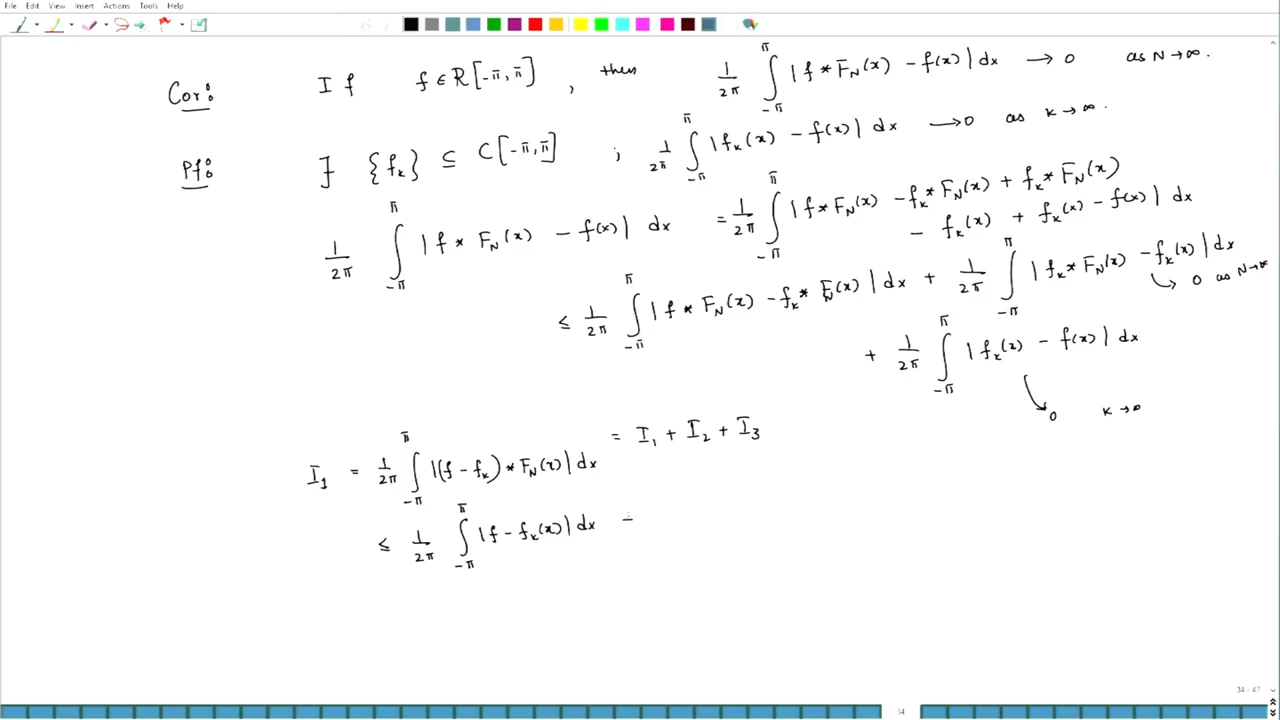 File Edit View Insert Actions Tools Help
Cor: If f ∈ R[-π,π] , then 1/2π ∫_{-π}^{π} |f * F_N(x) - f(x)| dx → 0 as N→∞.
Pf: ∃ {f_k} ⊆ C[-π,π] ; 1/2π ∫_{-π}^{π} |f_k(x) - f(x)| dx → 0 as k→∞.
1/2π ∫_{-π}^{π} |f * F_N(x) - f(x)| dx = 1/2π ∫_{-π}^{π} |f * F_N(x) - f_k * F_N(x) + f_k * F_N(x)
- f_k(x) + f_k(x) - f(x)| dx
≤ 1/2π ∫_{-π}^{π} |f * F_N(x) - f_k * F_N(x)| dx + 1/2π ∫_{-π}^{π} |f_k * F_N(x) - f_k(x)| dx
↳ 0 as N→∞
+ 1/2π ∫_{-π}^{π} |f_k(x) - f(x)| dx
↘ 0 k→∞
= I_1 + I_2 + I_3
I_1 = 1/2π ∫_{-π}^{π} |(f - f_k) * F_N(x)| dx
≤ 1/2π ∫_{-π}^{π} |f - f_k(x)| dx
34 / 47
34